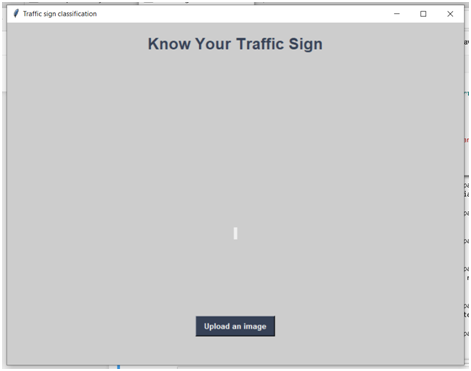 Traffic sign classification
Know Your Traffic Sign
Upload an image